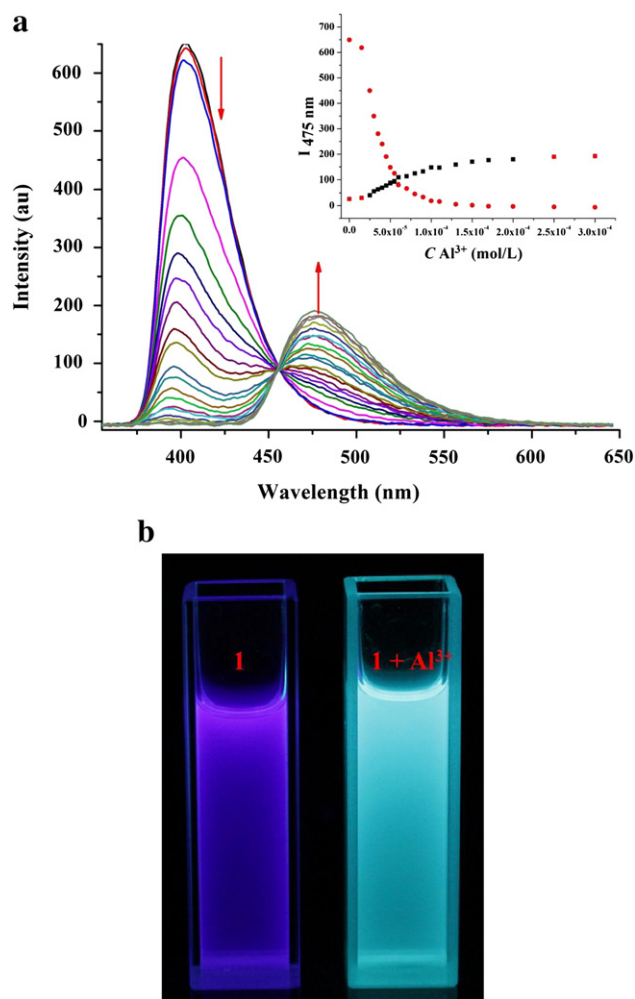 a
600
500
400
300
200
100
0
Intensity (au)
400
450
500
550
600
650
Wavelength (nm)
700
600
500
400
300
200
100
0
I 475 nm
0.0
5.0x10⁻⁵
1.0x10⁻⁴
1.5x10⁻⁴
2.0x10⁻⁴
2.5x10⁻⁴
3.0x10⁻⁴
C Al³⁺ (mol/L)
b
1
1 + Al³⁺